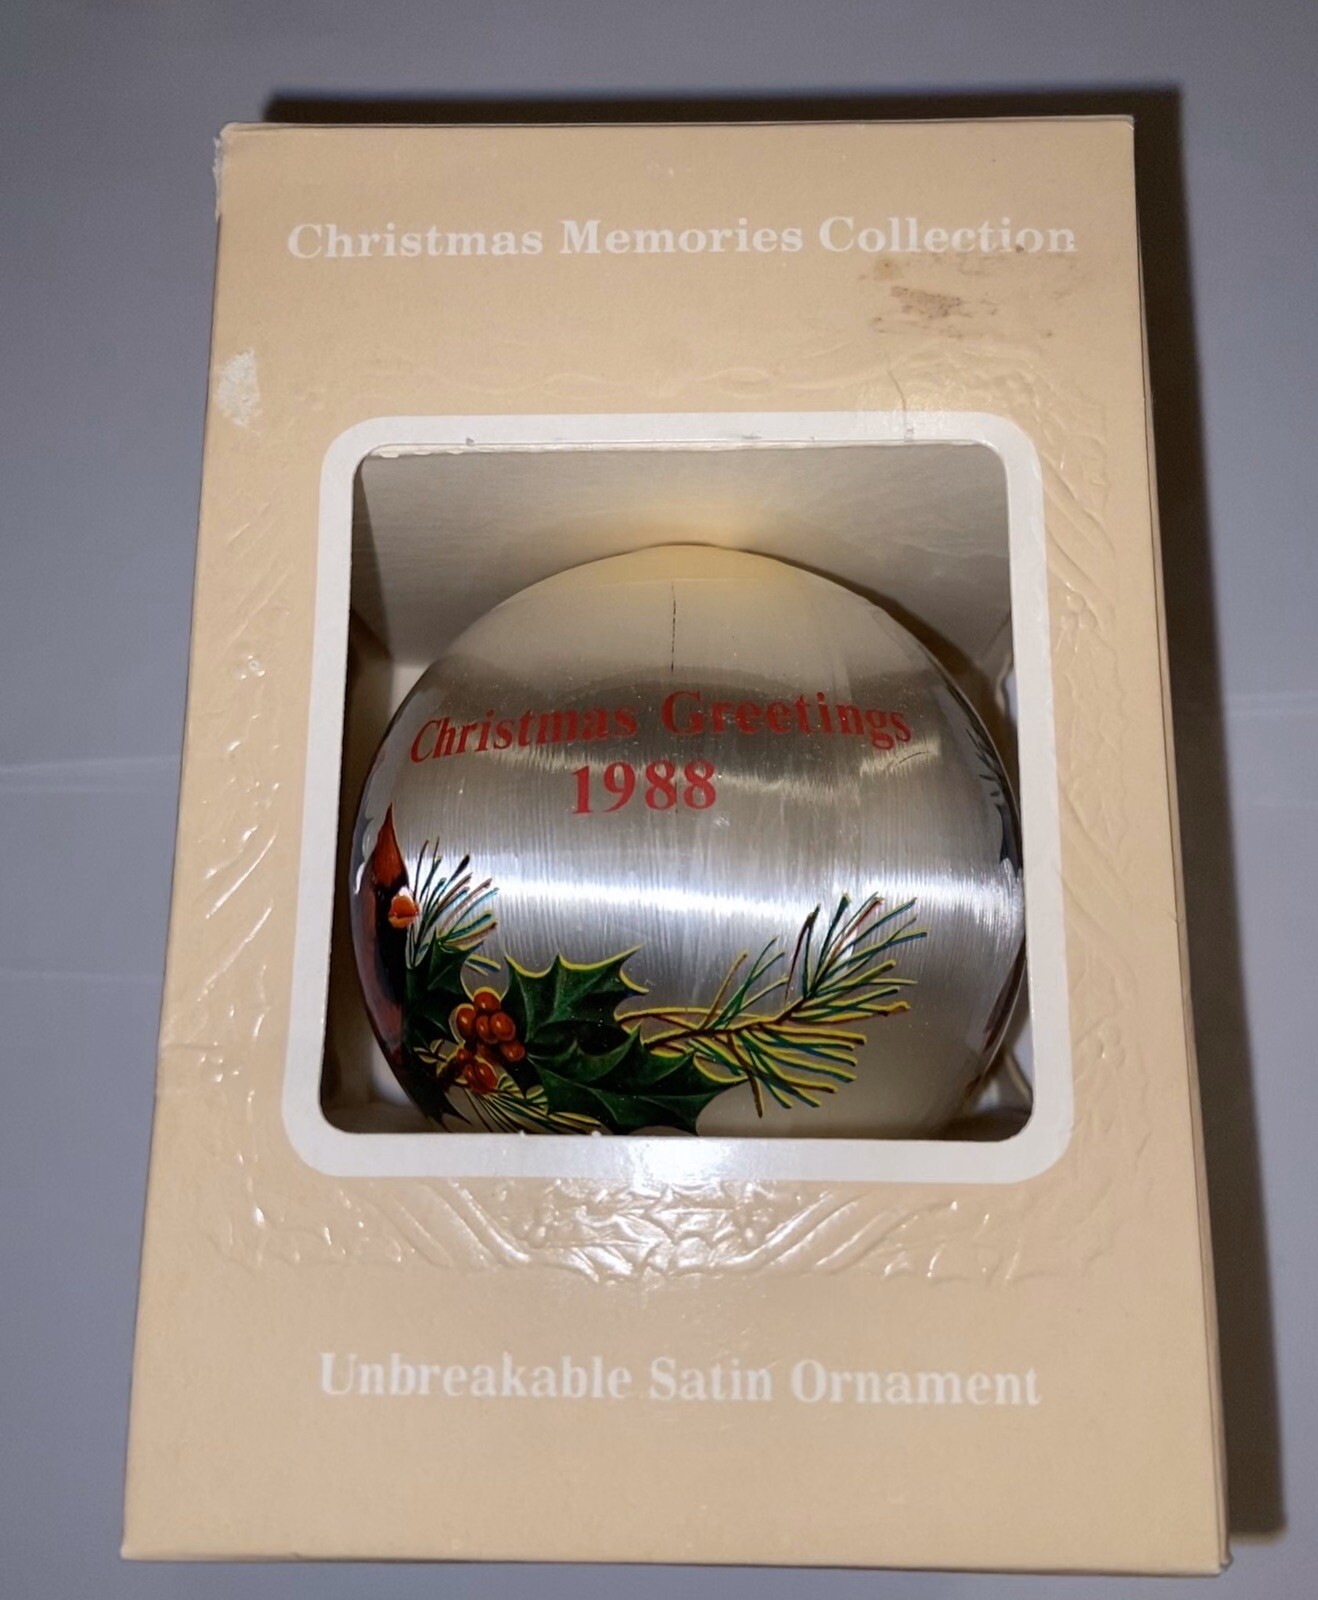 Christmas Memories Collection
Christmas Greetings
1988
Unbreakable Satin Ornament